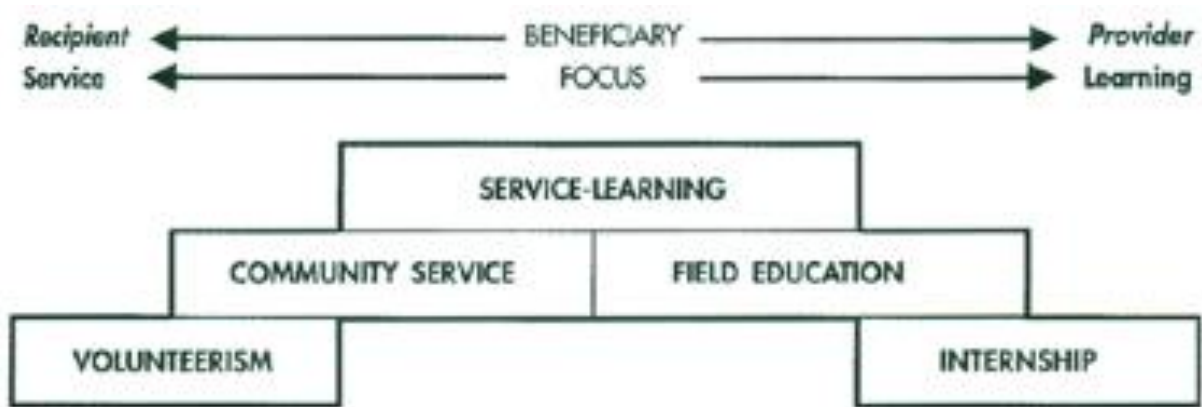 Recipient BENEFICIARY Provider
Service FOCUS Learning
SERVICE-LEARNING
COMMUNITY SERVICE FIELD EDUCATION
VOLUNTEERISM INTERNSHIP